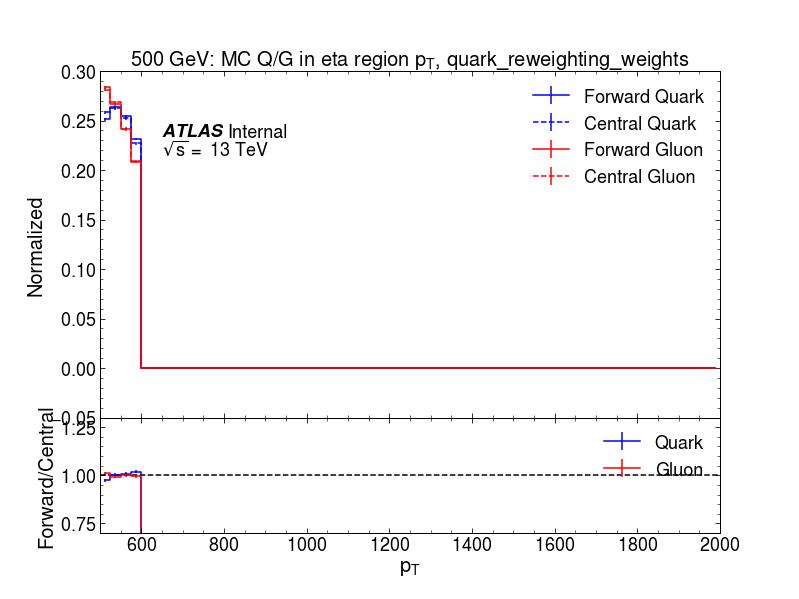 500 GeV: MC Q/G in eta region pT, quark_reweighting_weights
0.30
0.25
0.20
0.15
0.10
0.05
0.00
0.05
Normalized
ATLAS Internal
√s = 13 TeV
Forward Quark
Central Quark
Forward Gluon
Central Gluon
1.25
1.00
0.75
Forward/Central
Quark
Gluon
600 800 1000 1200 1400 1600 1800 2000
pT